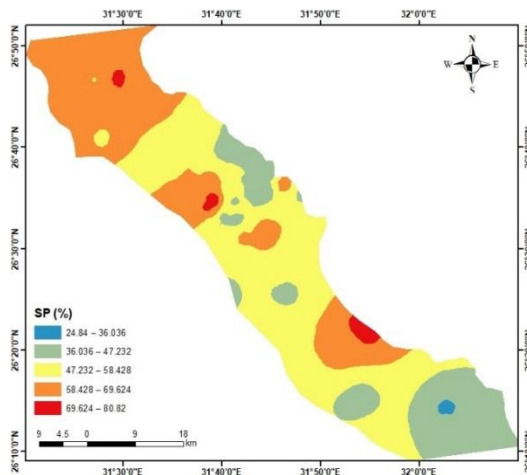 31°30'0"E 31°40'0"E 31°50'0"E 32°0'0"E
N
W E
S
26°50'0"N
26°40'0"N
26°30'0"N
26°20'0"N
26°10'0"N
SP (%)
24.84 – 36.036
36.036 – 47.232
47.232 – 58.428
58.428 – 69.624
69.624 – 80.82
9 4.5 0 9 18
km
31°30'0"E 31°40'0"E 31°50'0"E 32°0'0"E